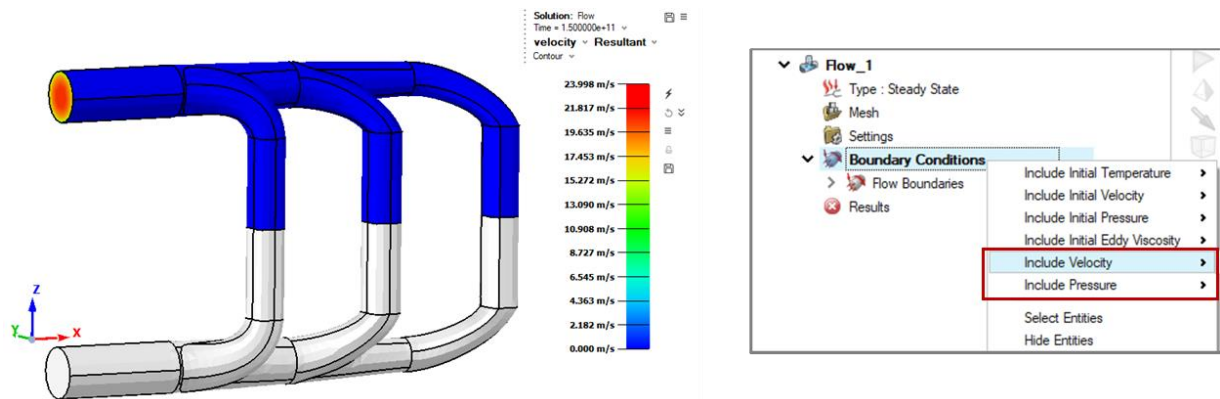 Solution: Flow
Time = 1.500000e+11
velocity Resultant
Contour
23.998 m/s
21.817 m/s
19.635 m/s
17.453 m/s
15.272 m/s
13.090 m/s
10.908 m/s
8.727 m/s
6.545 m/s
4.363 m/s
2.182 m/s
0.000 m/s
Z
Y
X
Flow_1
Type : Steady State
Mesh
Settings
Boundary Conditions
Flow Boundaries
Results
Include Initial Temperature
Include Initial Velocity
Include Initial Pressure
Include Initial Eddy Viscosity
Include Velocity
Include Pressure
Select Entities
Hide Entities